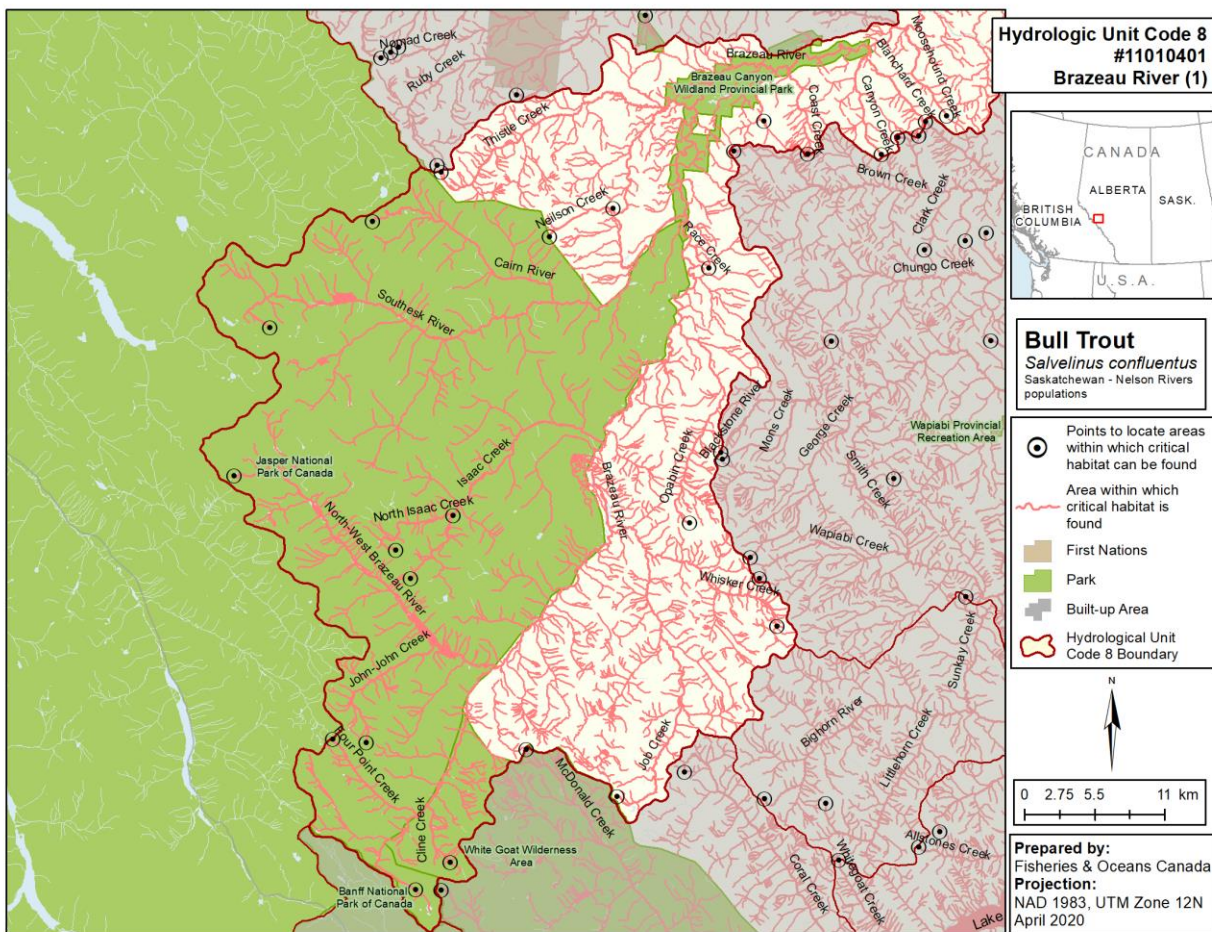 Hydrologic Unit Code 8
#11010401
Brazeau River (1)
CANADA
ALBERTA
SASK.
BRITISH
COLUMBIA
U.S.A.
Bull Trout
Salvelinus confluentus
Saskatchewan - Nelson Rivers
populations
Points to locate areas
within which critical
habitat can be found
Area within which
critical habitat is
found
First Nations
Park
Built-up Area
Hydrological Unit
Code 8 Boundary
N
0 2.75 5.5 11 km
Prepared by:
Fisheries & Oceans Canada
Projection:
NAD 1983, UTM Zone 12N
April 2020
Nomad Creek
Ruby Creek
Thistle Creek
Brazeau River
Brazeau Canyon
Wildland Provincial Park
Moosehound Creek
Blanchard Creek
Canyon Creek
Coast Creek
Brown Creek
Clark Creek
Chungo Creek
Neilson Creek
Race Creek
Cairn River
Southesk River
Blackstone River
Mons Creek
George Creek
Smith Creek
Wapiabi Provincial
Recreation Area
Jasper National
Park of Canada
Isaac Creek
North Isaac Creek
Brazeau River
Opabin Creek
North-West Brazeau River
Wapiabi Creek
Whisker Creek
John-John Creek
Sunkay Creek
Bighorn River
Littlehorn Creek
Job Creek
McDonald Creek
Four Point Creek
Cline Creek
White Goat Wilderness
Area
Banff National
Park of Canada
Allstones Creek
Whitegoat Creek
Coral Creek
Lake